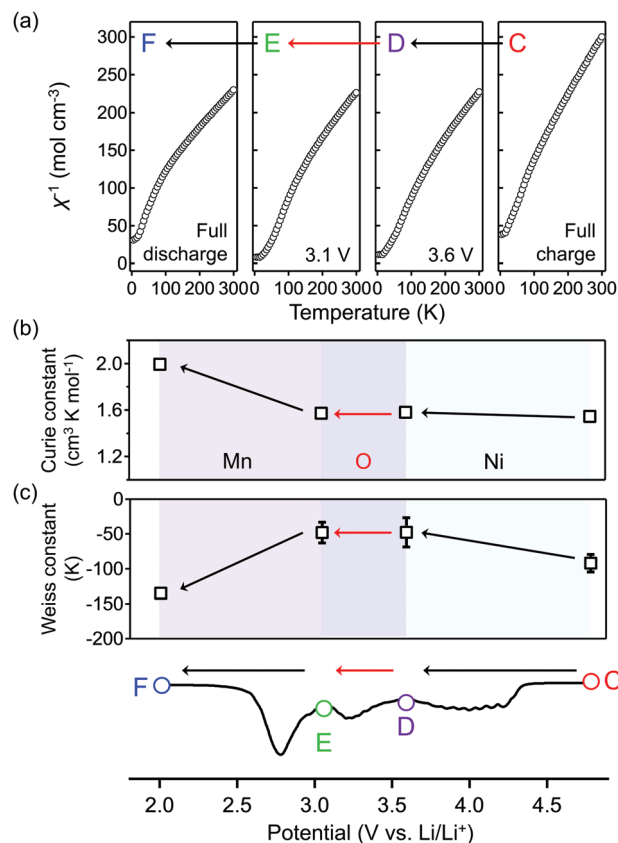 (a)
F E D C
300
250
200
150
100
50
0
χ⁻¹ (mol cm⁻³)
Full discharge
3.1 V
3.6 V
Full charge
0 100 200 300 0 100 200 300 0 100 200 300 0 100 200 300
Temperature (K)
(b)
Curie constant
(cm³ K mol⁻¹)
2.0
1.6
1.2
Mn O Ni
(c)
Weiss constant
(K)
0
-50
-100
-150
-200
F E D C
2.0 2.5 3.0 3.5 4.0 4.5
Potential (V vs. Li/Li⁺)